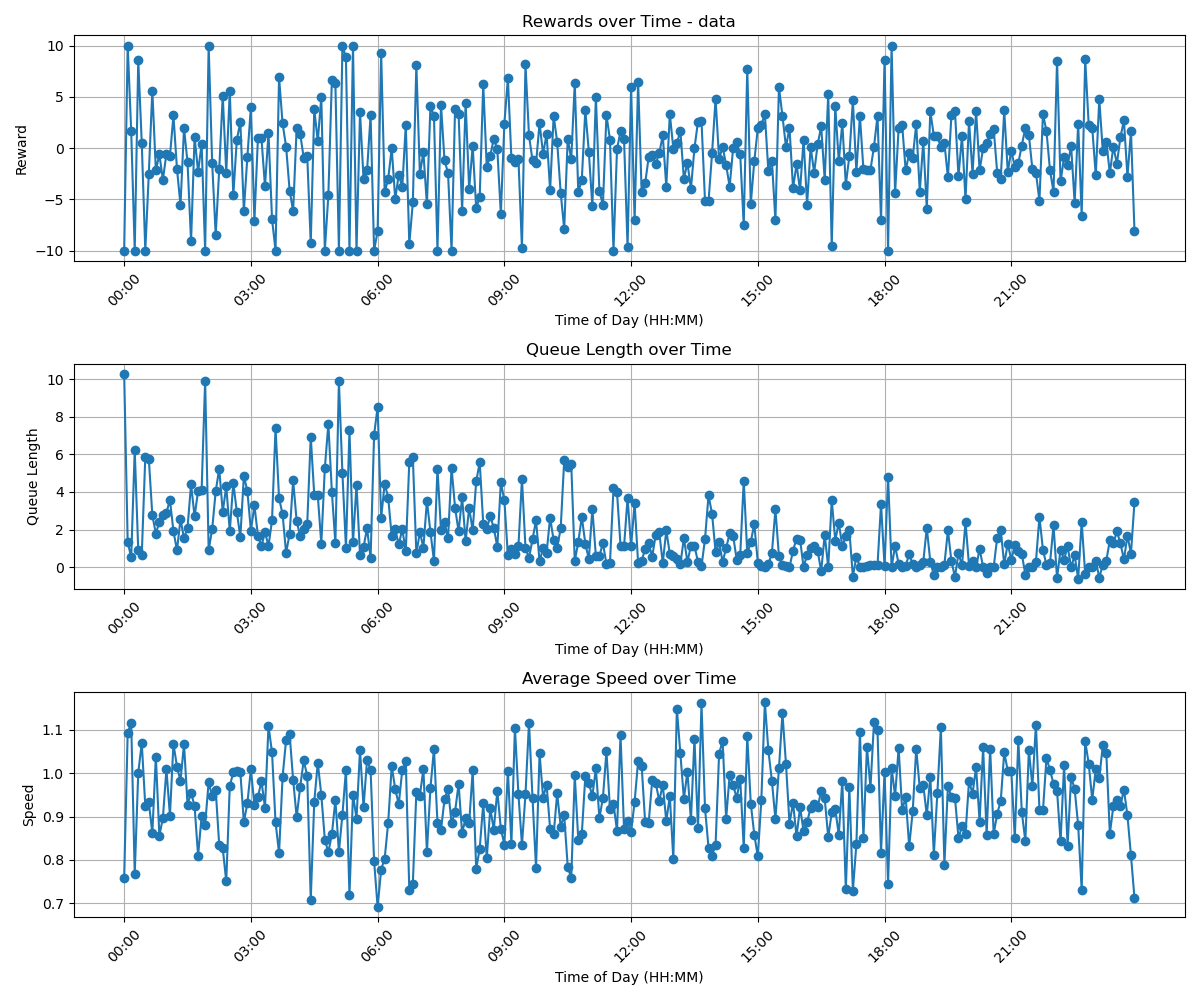 Rewards over Time - data
Reward
10
5
0
−5
−10
00:00 03:00 06:00 09:00 12:00 15:00 18:00 21:00
Time of Day (HH:MM)
Queue Length over Time
Queue Length
10
8
6
4
2
0
00:00 03:00 06:00 09:00 12:00 15:00 18:00 21:00
Time of Day (HH:MM)
Average Speed over Time
Speed
1.1
1.0
0.9
0.8
0.7
00:00 03:00 06:00 09:00 12:00 15:00 18:00 21:00
Time of Day (HH:MM)